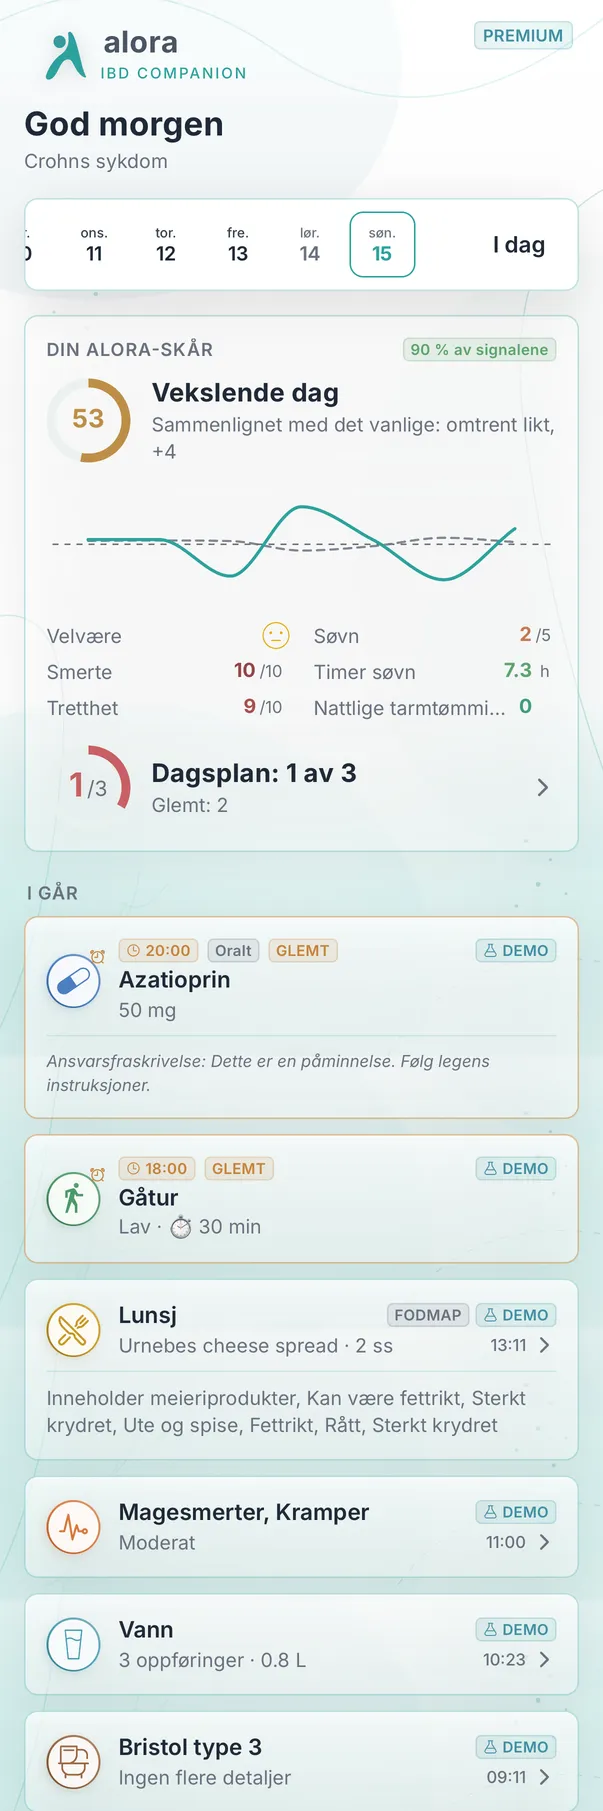 alora
IBD COMPANION
PREMIUM
God morgen
Crohns sykdom
ons.
11
tor.
12
fre.
13
lør.
14
søn.
15
I dag
DIN ALORA-SKÅR
90 % av signalene
53
Vekslende dag
Sammenlignet med det vanlige: omtrent likt,
+4
Velvære
Søvn
2 /5
Smerte
10 /10
Timer søvn
7.3 h
Tretthet
9 /10
Nattlige tarmtømmi...
0
1/3
Dagsplan: 1 av 3
Glemt: 2
I GÅR
20:00
Oralt
GLEMT
DEMO
Azatioprin
50 mg
Ansvarsfraskrivelse: Dette er en påminnelse. Følg legens
instruksjoner.
18:00
GLEMT
DEMO
Gåtur
Lav · ⏱ 30 min
Lunsj
FODMAP
DEMO
Urnebes cheese spread · 2 ss
13:11
Inneholder meieriprodukter, Kan være fettrikt, Sterkt
krydret, Ute og spise, Fettrikt, Rått, Sterkt krydret
Magesmerter, Kramper
DEMO
Moderat
11:00
Vann
DEMO
3 oppføringer · 0.8 L
10:23
Bristol type 3
DEMO
Ingen flere detaljer
09:11